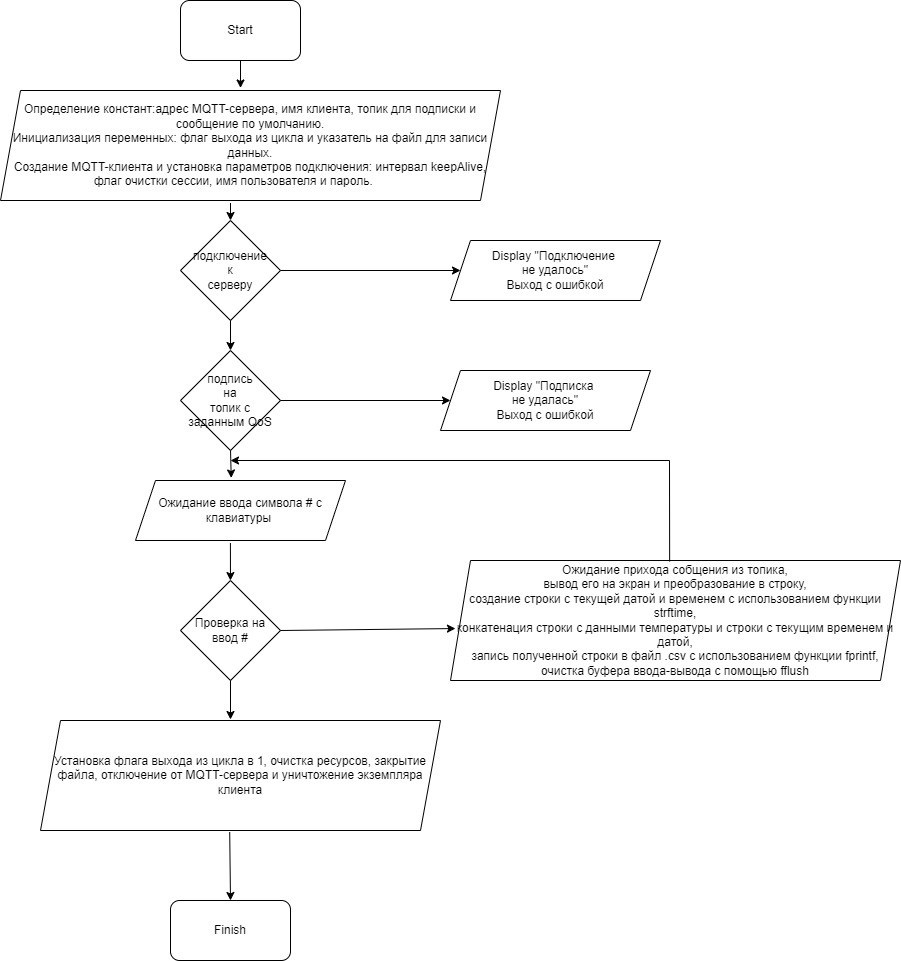 Start
Определение констант:адрес MQTT-сервера, имя клиента, топик для подписки и
сообщение по умолчанию.
Инициализация переменных: флаг выхода из цикла и указатель на файл для записи
данных.
Создание MQTT-клиента и установка параметров подключения: интервал keepAlive,
флаг очистки сессии, имя пользователя и пароль.
подключение
к
серверу
Display "Подключение
не удалось"
Выход с ошибкой
подпись
на
топик с
заданным QoS
Display "Подписка
не удалась"
Выход с ошибкой
Ожидание ввода символа # с
клавиатуры
Проверка на
ввод #
Ожидание прихода собщения из топика,
вывод его на экран и преобразование в строку,
создание строки с текущей датой и временем с использованием функции
strftime,
конкатенация строки с данными температуры и строки с текущим временем и
датой,
запись полученной строки в файл .csv с использованием функции fprintf,
очистка буфера ввода-вывода с помощью fflush
Установка флага выхода из цикла в 1, очистка ресурсов, закрытие
файла, отключение от MQTT-сервера и уничтожение экземпляра
клиента
Finish